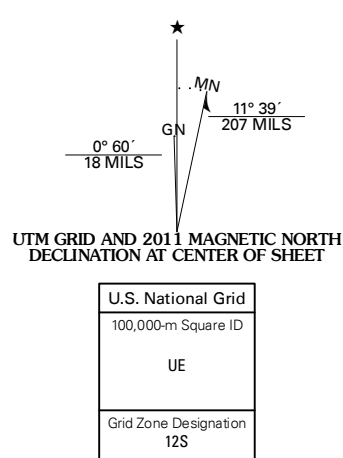 ★
MN
11° 39´
207 MILS
GN
0° 60´
18 MILS
UTM GRID AND 2011 MAGNETIC NORTH
DECLINATION AT CENTER OF SHEET
U.S. National Grid
100,000-m Square ID
UE
Grid Zone Designation
12S